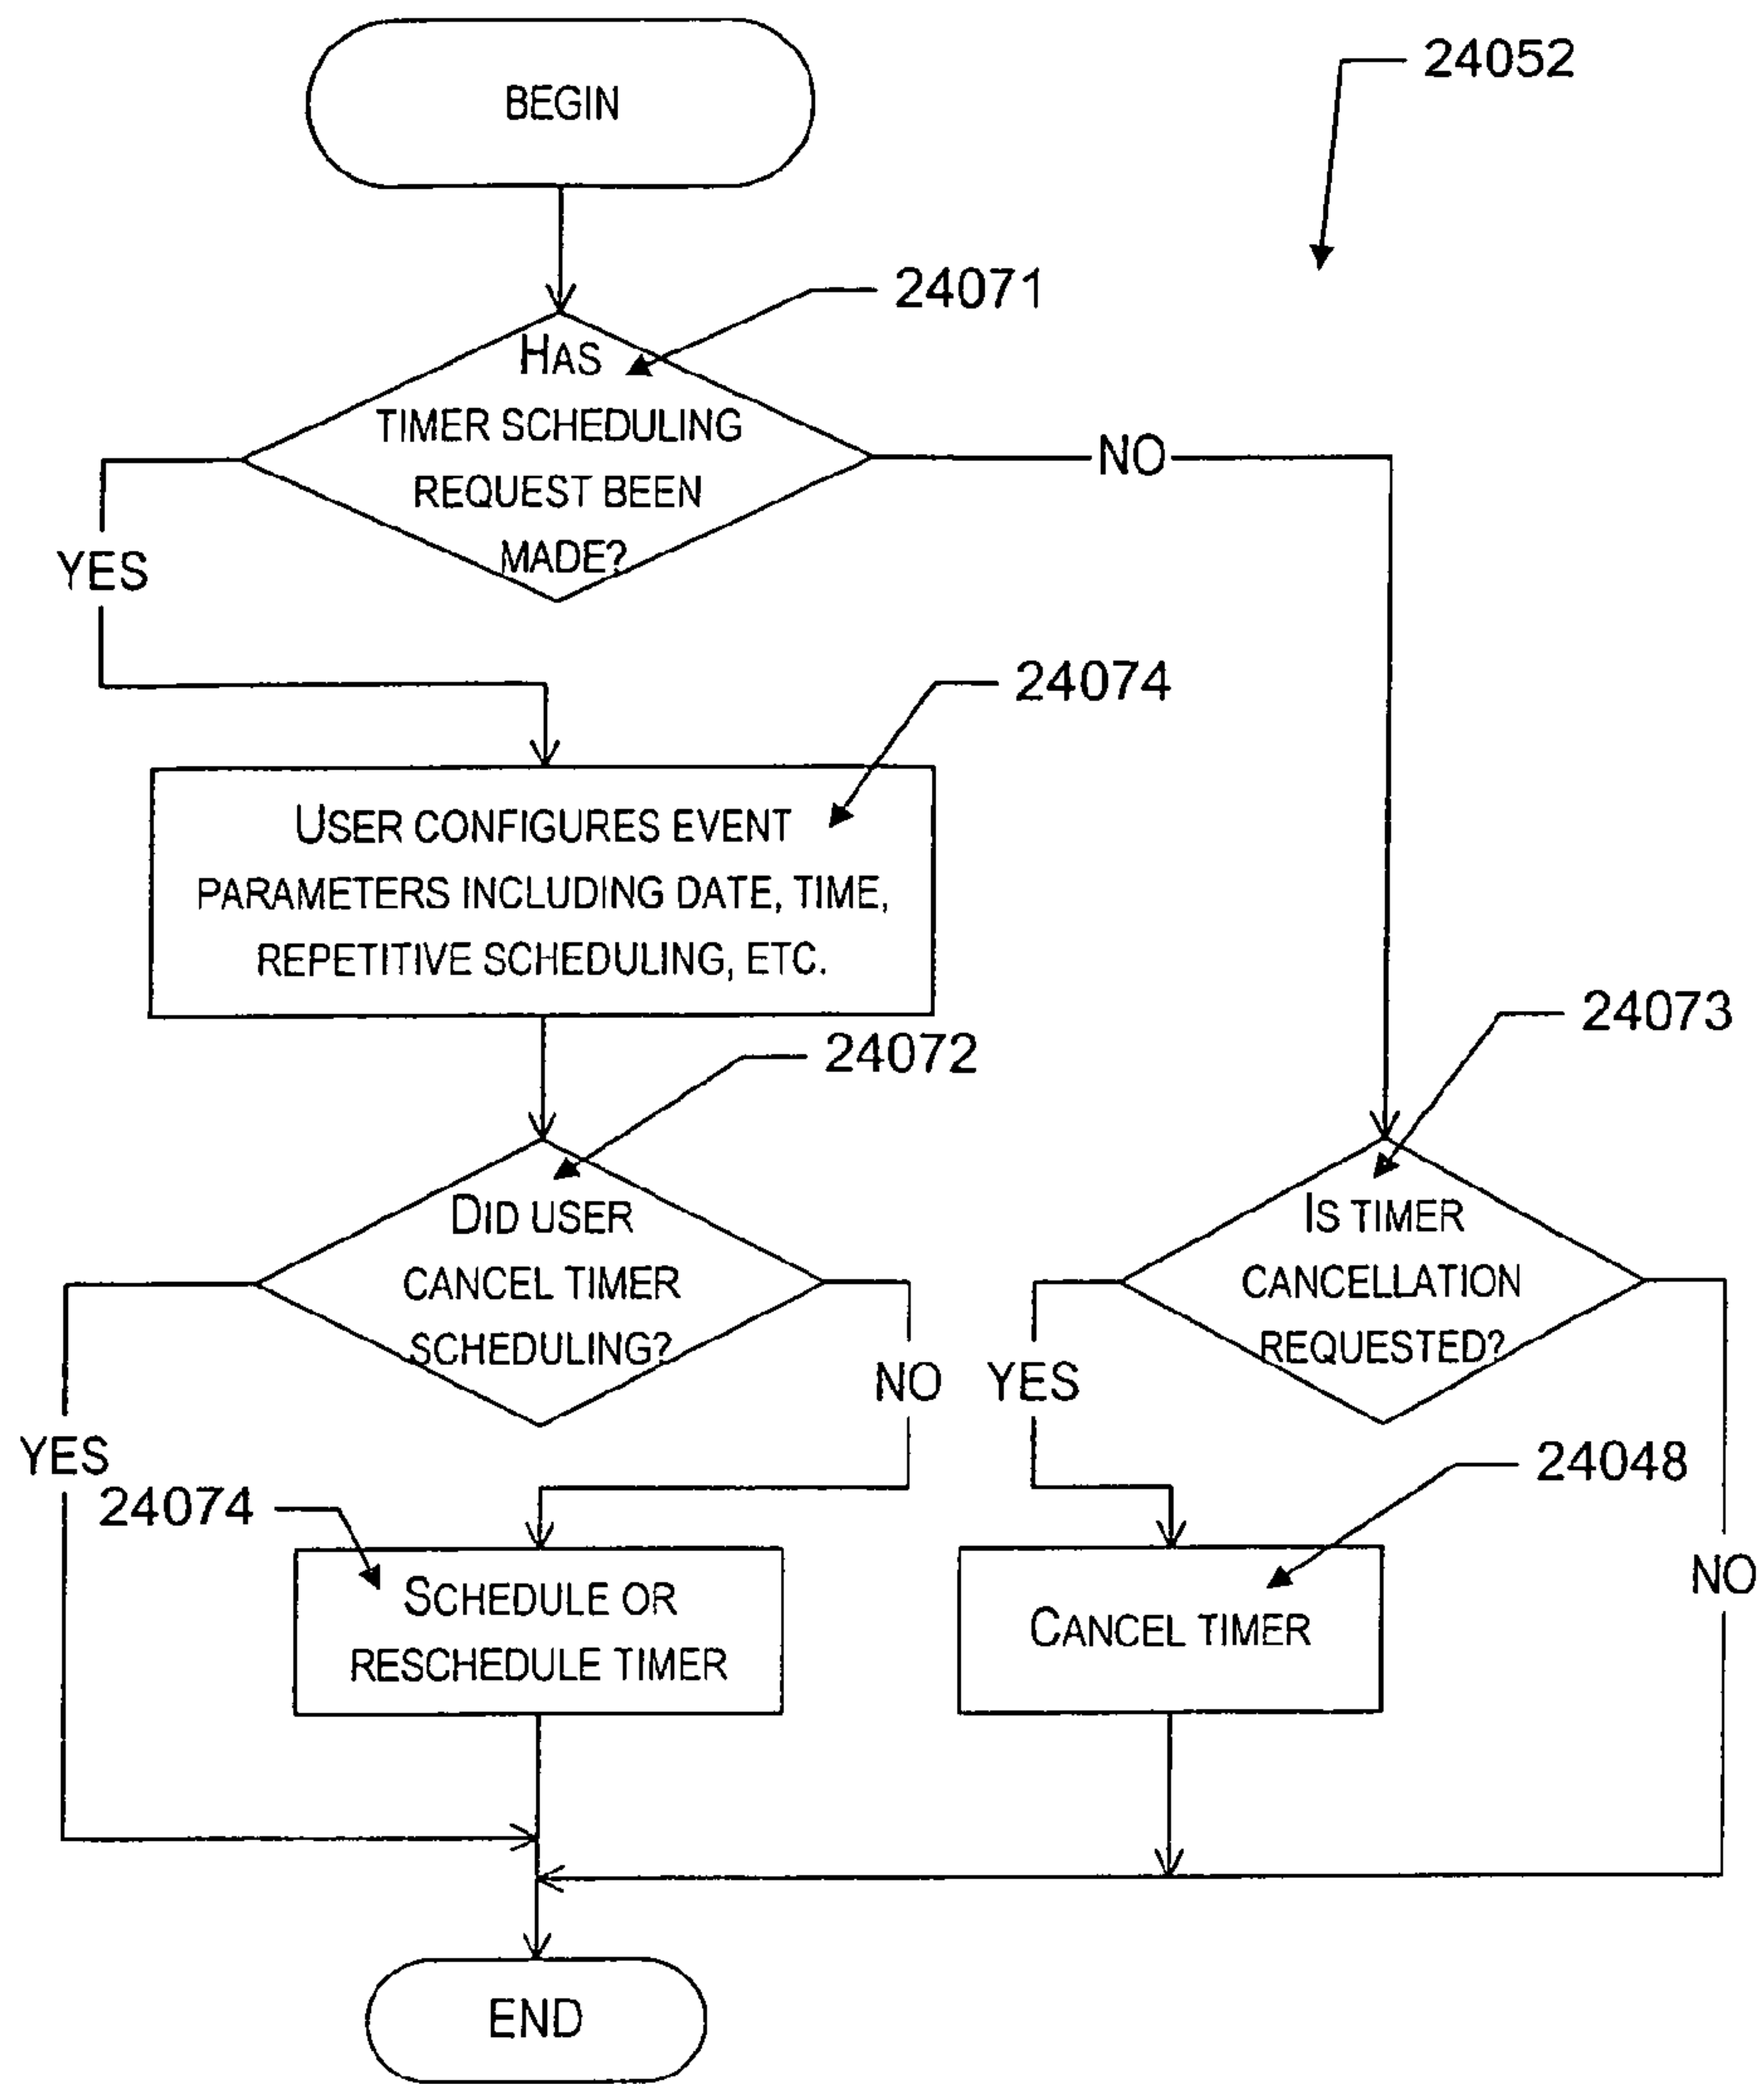 BEGIN
24052
24071
HAS
TIMER SCHEDULING
REQUEST BEEN
MADE?
NO
YES
24074
USER CONFIGURES EVENT
PARAMETERS INCLUDING DATE, TIME,
REPETITIVE SCHEDULING, ETC.
24072
24073
DID USER
CANCEL TIMER
SCHEDULING?
IS TIMER
CANCELLATION
REQUESTED?
YES
NO
YES
NO
24074
24048
SCHEDULE OR
RESCHEDULE TIMER
CANCEL TIMER
END